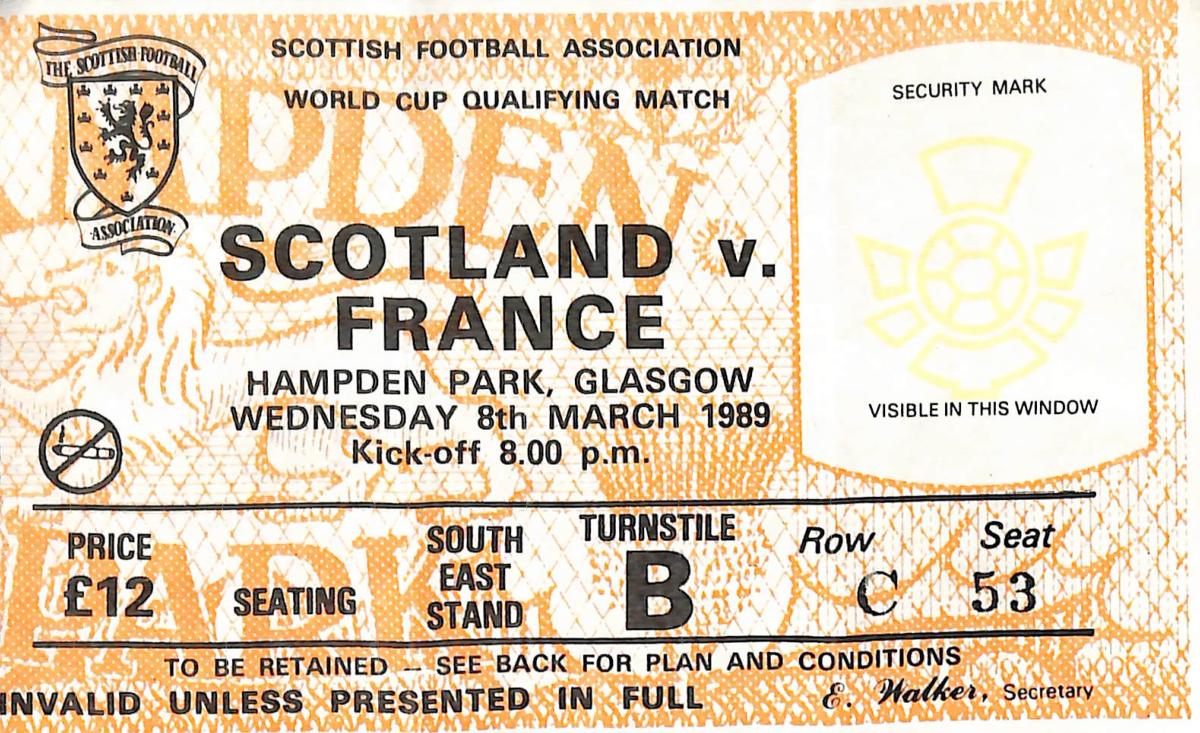 THE SCOTTISH FOOTBALL
ASSOCIATION
SCOTTISH FOOTBALL ASSOCIATION
WORLD CUP QUALIFYING MATCH
SCOTLAND v.
FRANCE
HAMPDEN PARK, GLASGOW
WEDNESDAY 8th MARCH 1989
Kick-off 8.00 p.m.
SECURITY MARK
VISIBLE IN THIS WINDOW
HAMPDEN
PARK
PRICE
£12
SEATING
SOUTH
EAST
STAND
TURNSTILE
B
Row
C
Seat
53
TO BE RETAINED – SEE BACK FOR PLAN AND CONDITIONS
INVALID UNLESS PRESENTED IN FULL
E. Walker, Secretary